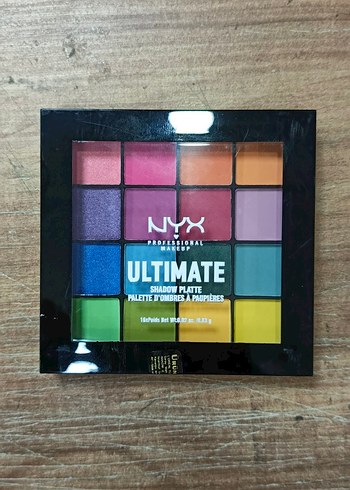 NYX
PROFESSIONAL
MAKEUP
ULTIMATE
SHADOW PLATTE
PALETTE D'OMBRES À PAUPIÈRES